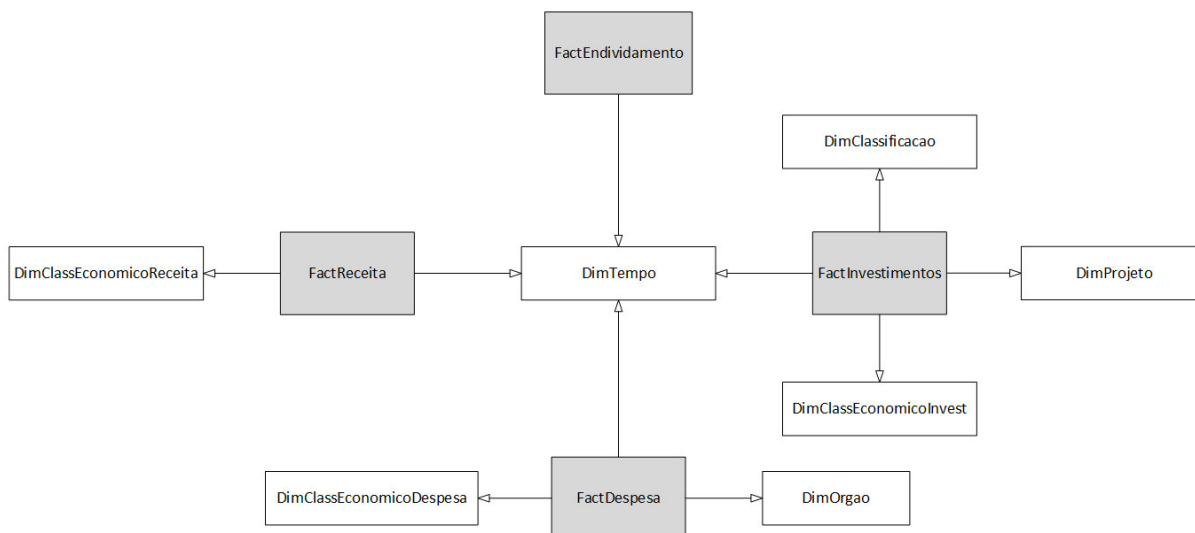 FactEndividamento
DimClassificacao
DimClassEconomicoReceita
FactReceita
DimTempo
FactInvestimentos
DimProjeto
DimClassEconomicoInvest
DimClassEconomicoDespesa
FactDespesa
DimOrgao